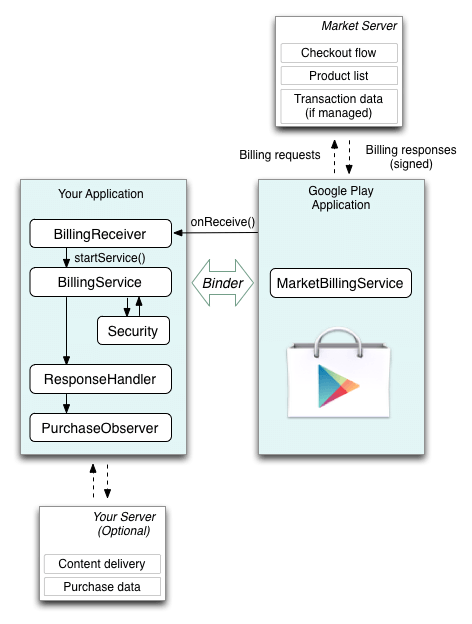 Market Server
Checkout flow
Product list
Transaction data
(if managed)
Billing requests
Billing responses
(signed)
Your Application
Google Play
Application
BillingReceiver
onReceive()
startService()
BillingService
Binder
MarketBillingService
Security
ResponseHandler
PurchaseObserver
Your Server
(Optional)
Content delivery
Purchase data